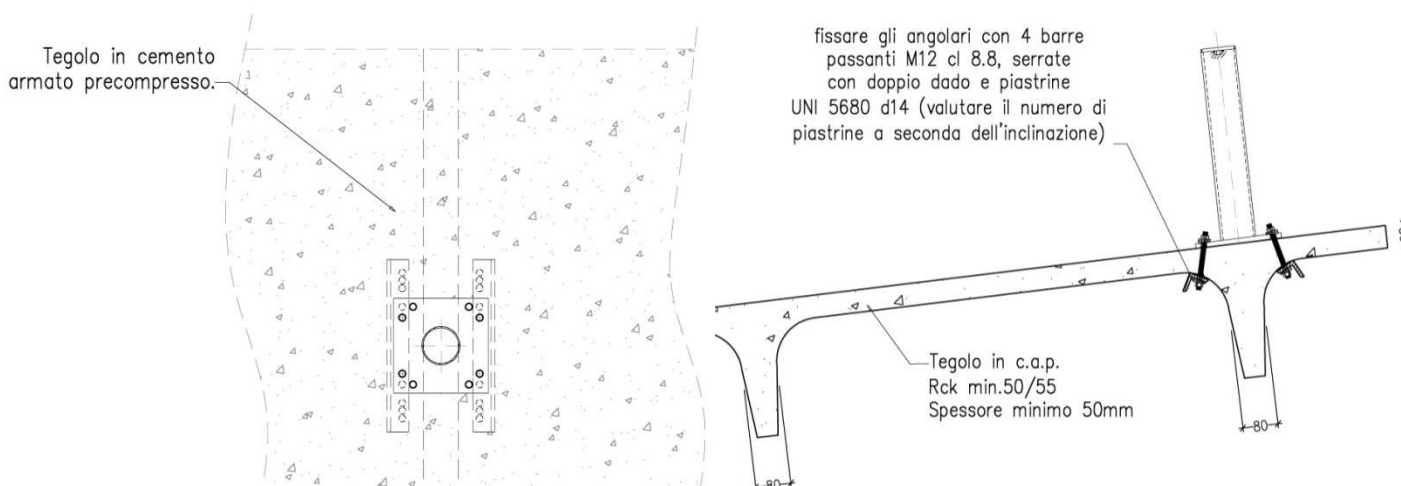 Tegolo in cemento
armato precompresso.
fissare gli angolari con 4 barre
passanti M12 cl 8.8, serrate
con doppio dado e piastrine
UNI 5680 d14 (valutare il numero di
piastrine a seconda dell'inclinazione)
Tegolo in c.a.p.
Rck min.50/55
Spessore minimo 50mm
80
80